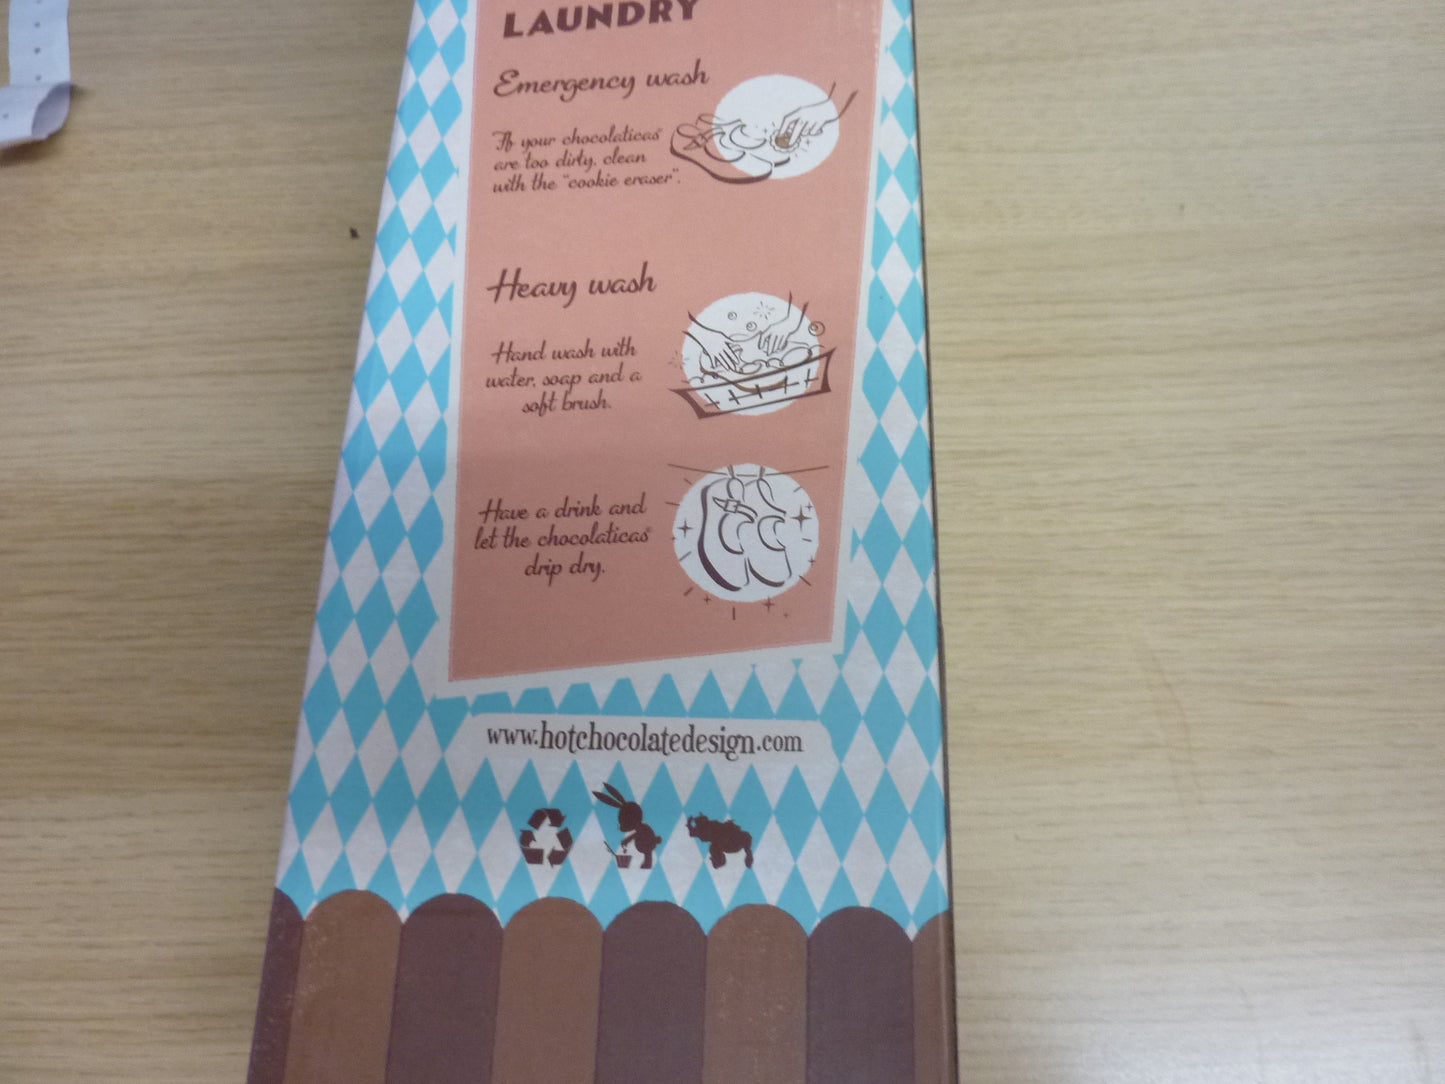 LAUNDRY
Emergency wash
If your chocolaticas®
are too dirty, clean
with the "cookie eraser".
Heavy wash
Hand wash with
water, soap and a
soft brush.
Have a drink and
let the chocolaticas®
drip dry.
www.hotchocolatedesign.com